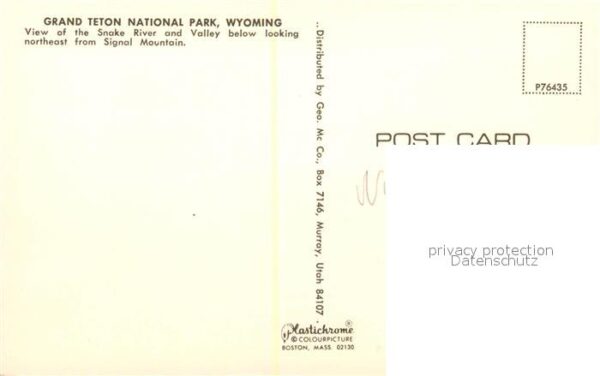 GRAND TETON NATIONAL PARK, WYOMING
View of the Snake River and Valley below looking
northeast from Signal Mountain.
Distributed by Geo. Mc Co., Box 7146, Murray, Utah 84107
Plastichrome®
© COLOURPICTURE
BOSTON, MASS. 02130
P76435
POST CARD
privacy protection
Datenschutz